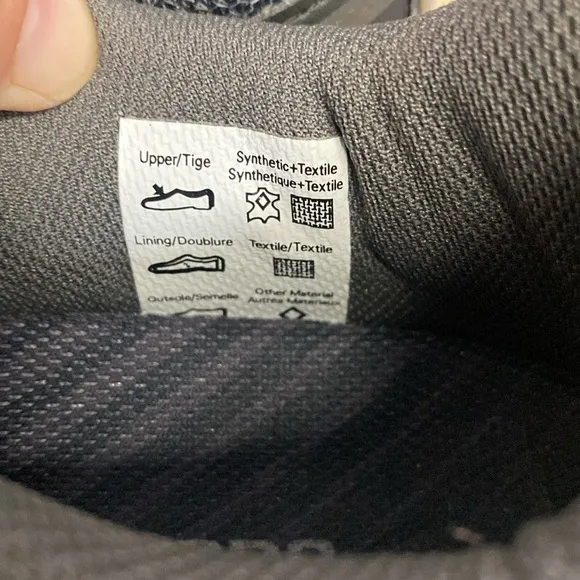 Upper/Tige
Synthetic+Textile
Synthetique+Textile
Lining/Doublure
Textile/Textile
Outsole/Semelle
Other Material
Autres Materiaux